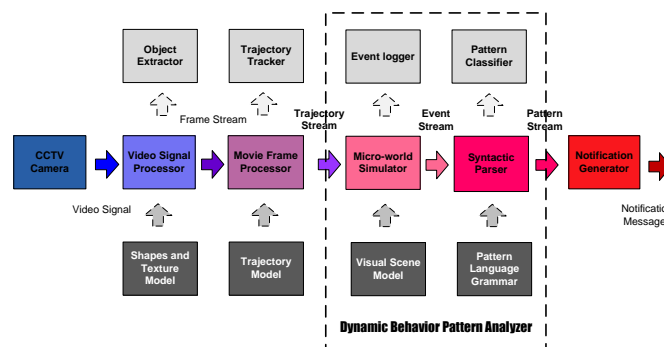 Object
Extractor
Trajectory
Tracker
Event logger
Pattern
Classifier
Frame Stream
Trajectory
Stream
Event
Stream
Pattern
Stream
CCTV
Camera
Video Signal
Processor
Movie Frame
Processor
Micro-world
Simulator
Syntactic
Parser
Notification
Generator
Video Signal
Notification
Message
Shapes and
Texture
Model
Trajectory
Model
Visual Scene
Model
Pattern
Language
Grammar
Dynamic Behavior Pattern Analyzer